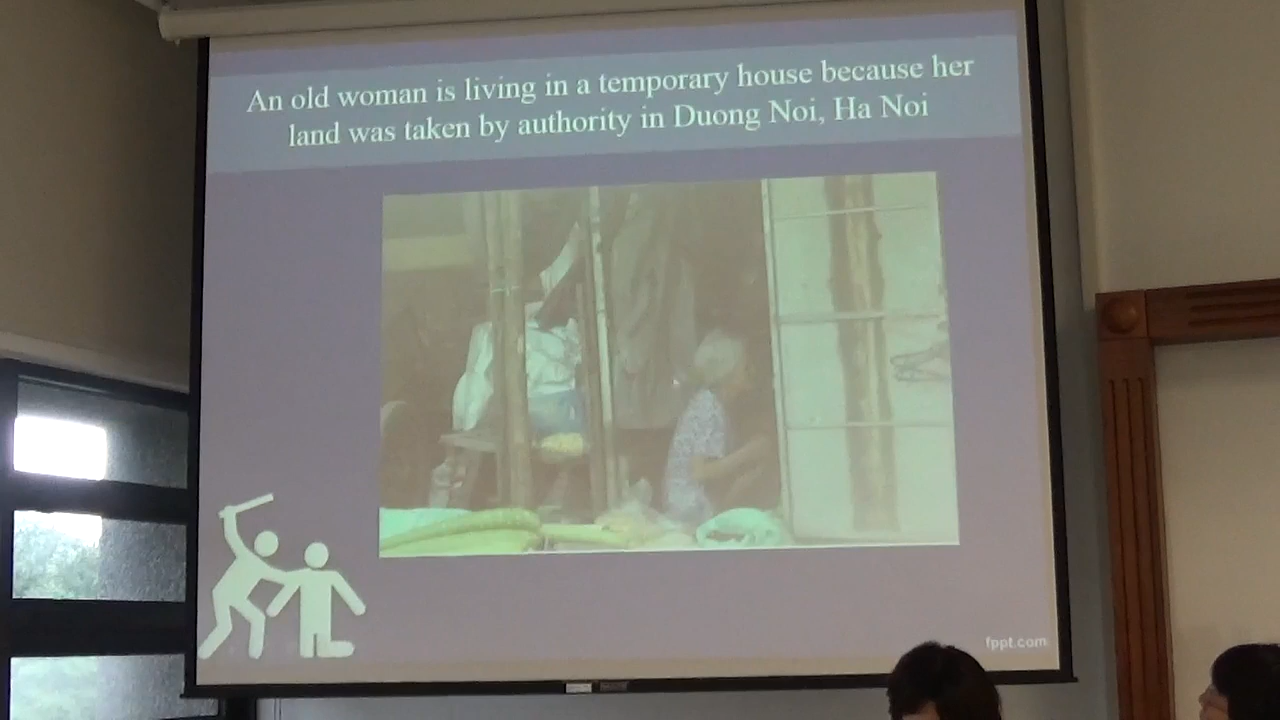 An old woman is living in a temporary house because her
land was taken by authority in Duong Noi, Ha Noi
fppt.com